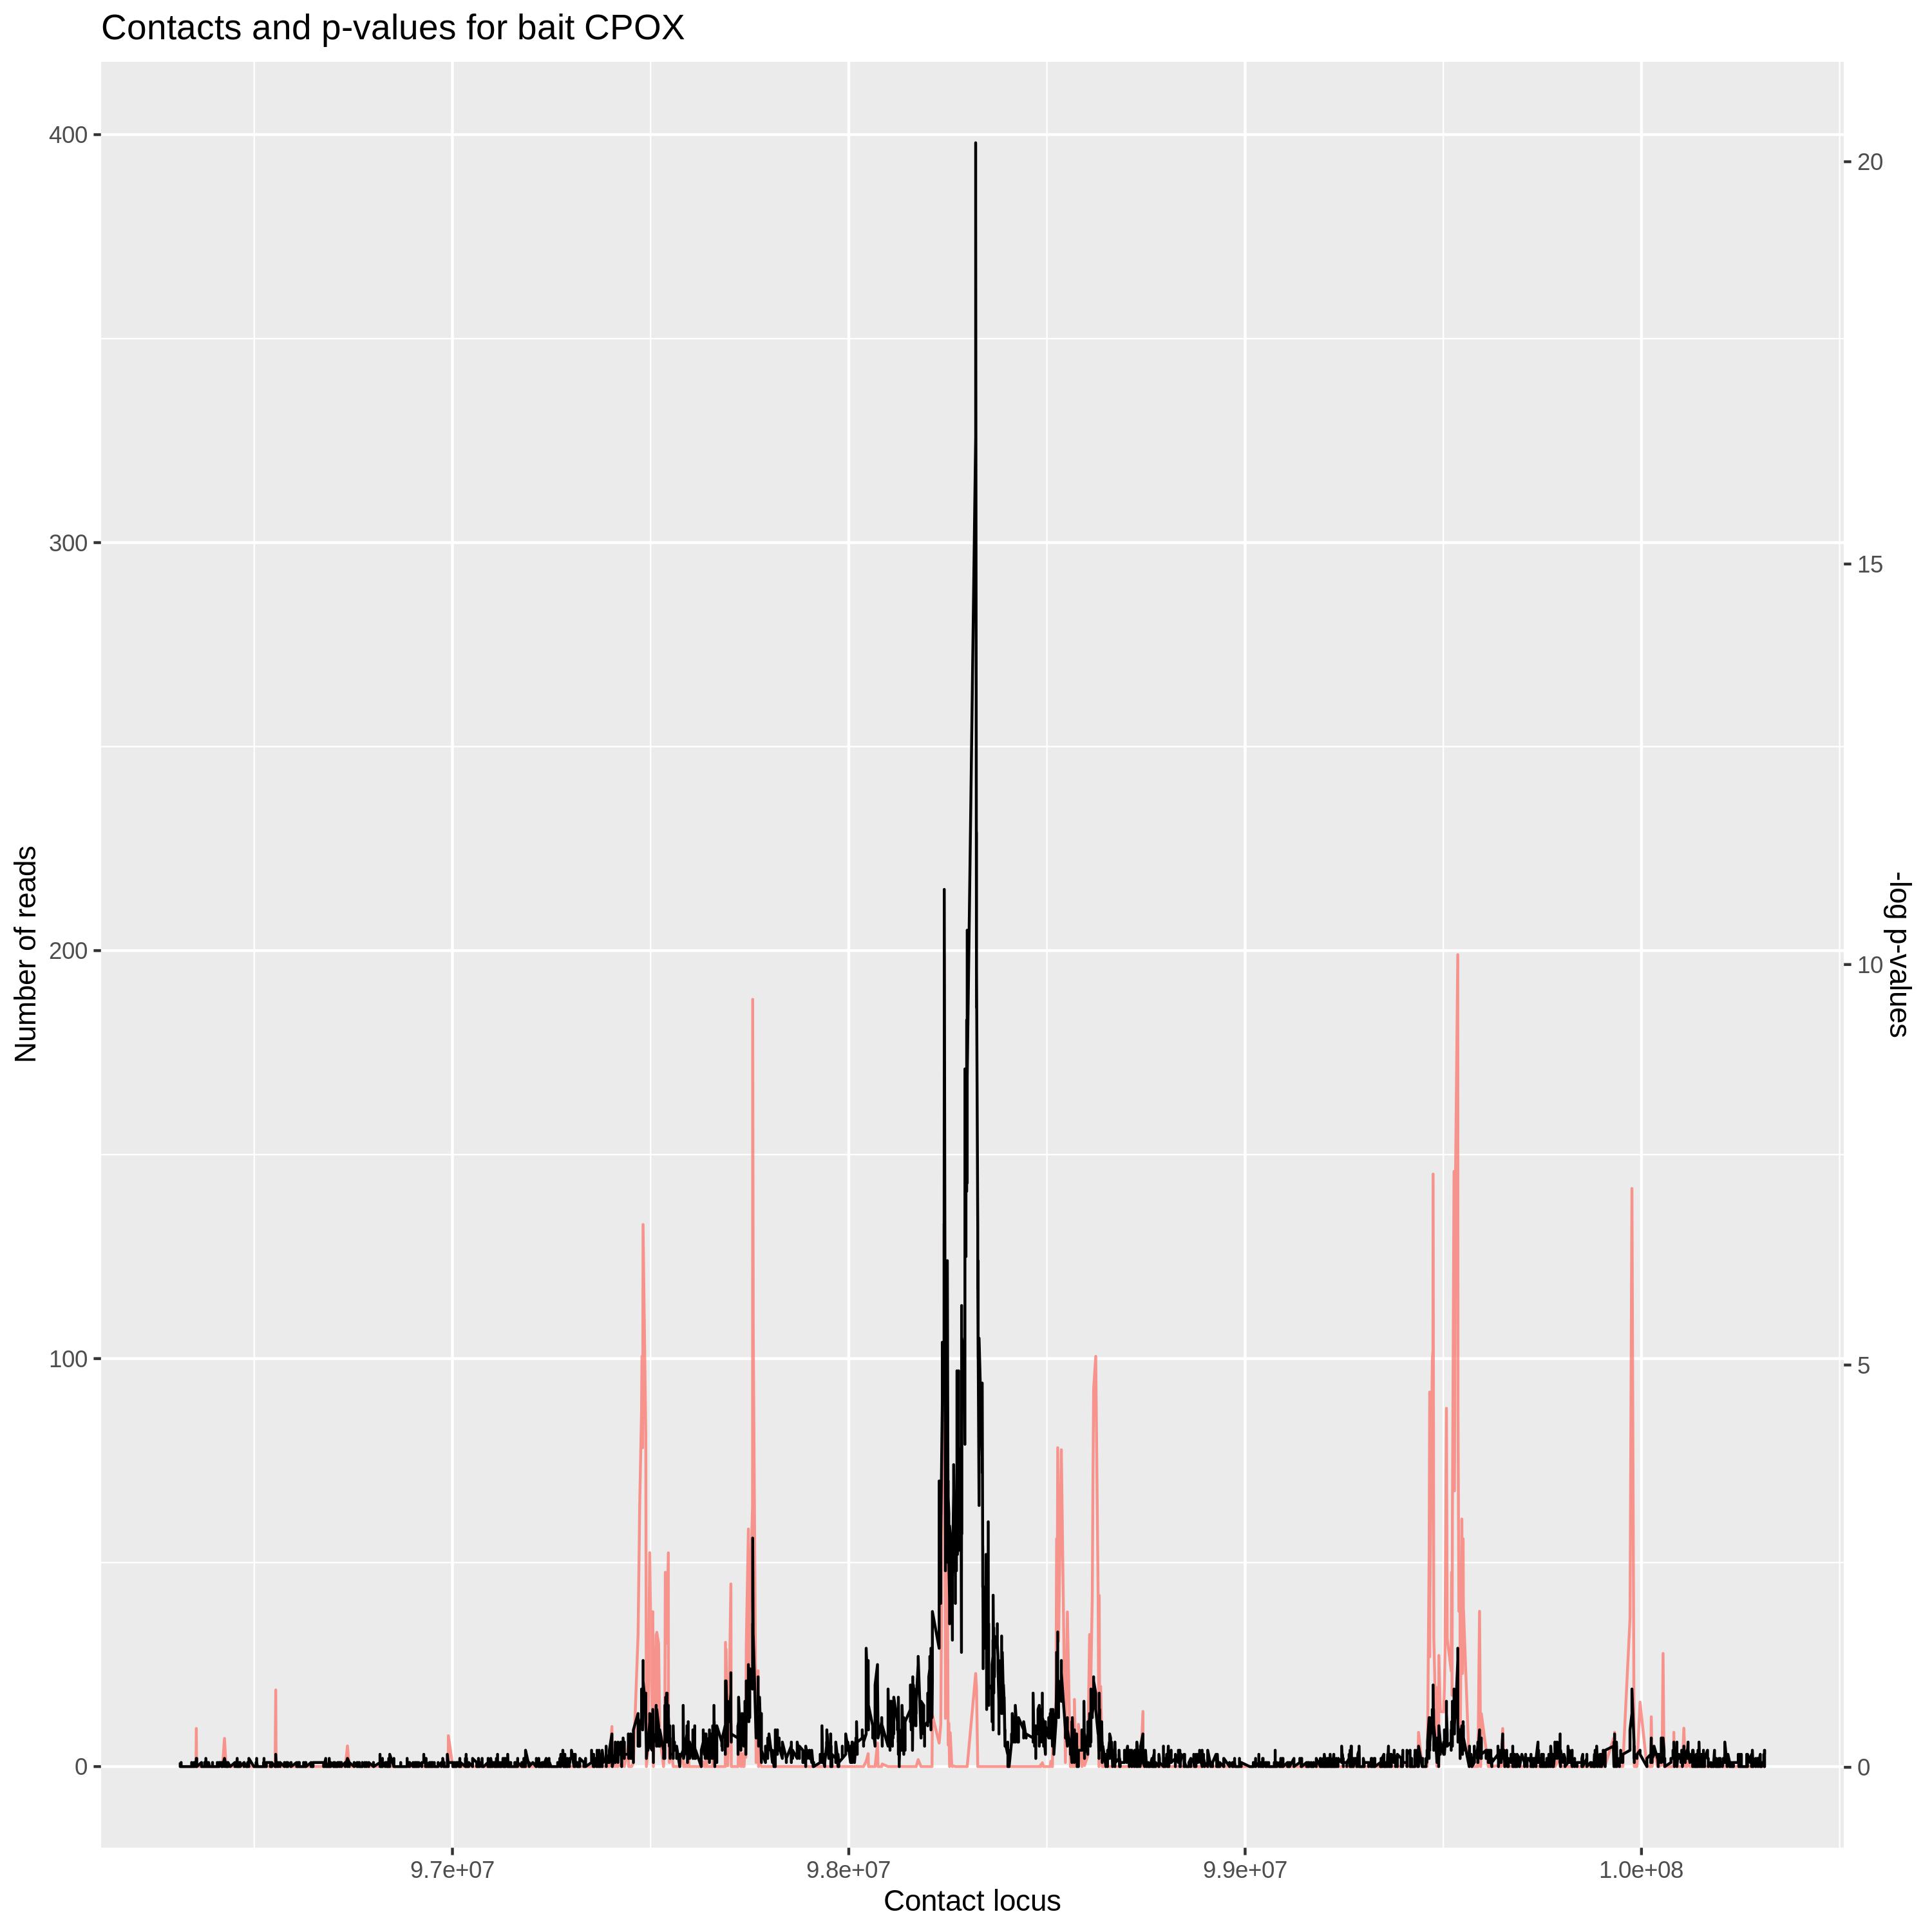 Contacts and p-values for bait CPOX
400
300
200
100
0
Number of reads
20
15
10
5
0
-log p-values
9.7e+07
9.8e+07
9.9e+07
1.0e+08
Contact locus